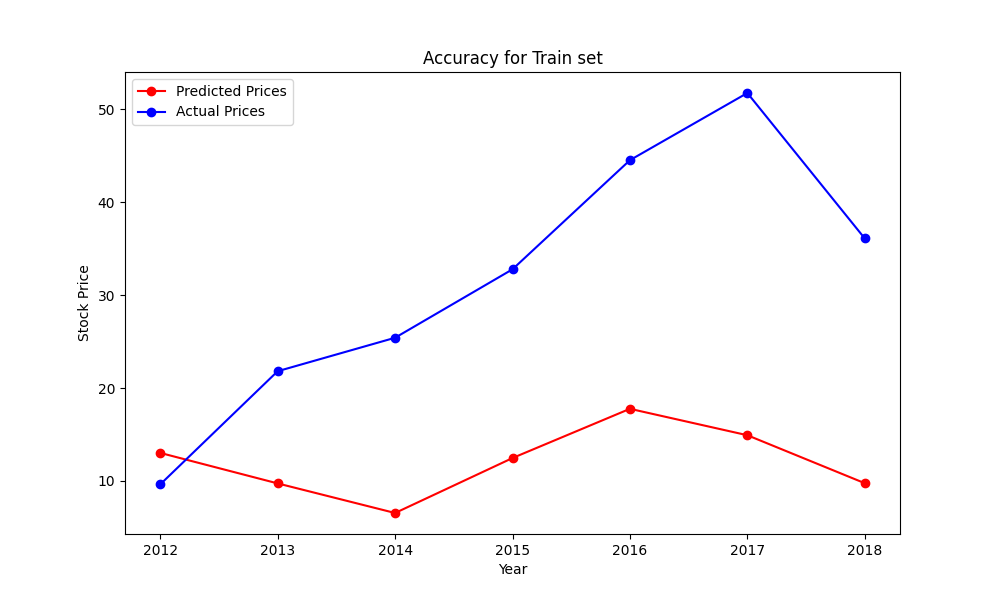 Accuracy for Train set
Predicted Prices
Actual Prices
50
40
30
20
10
Stock Price
2012 2013 2014 2015 2016 2017 2018
Year